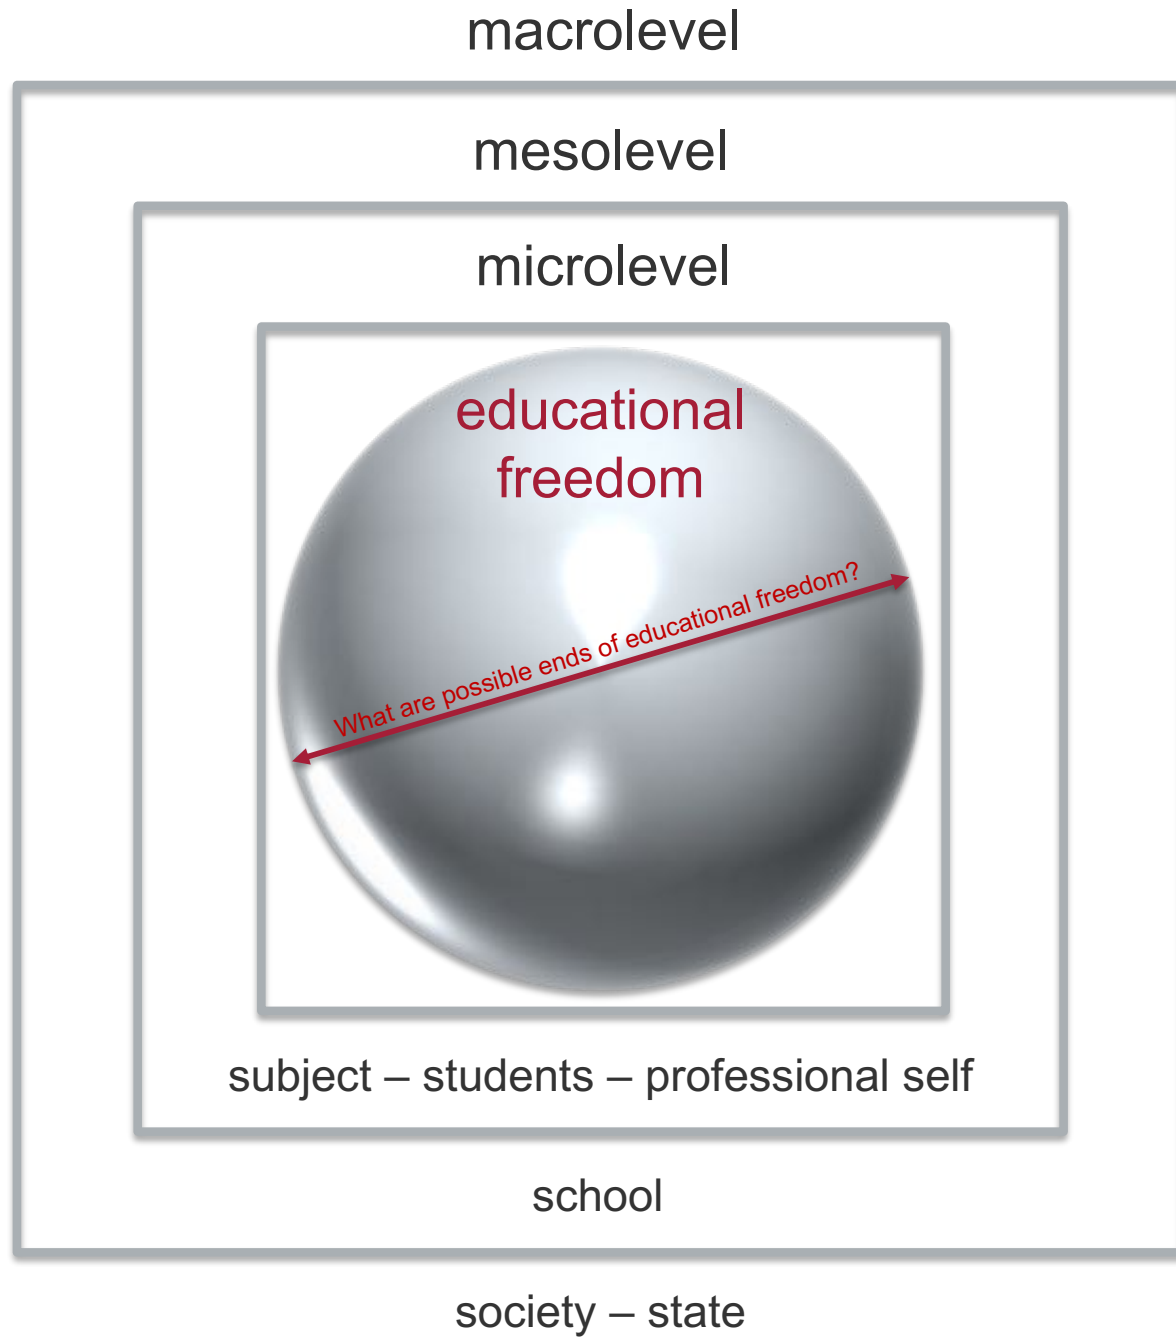 macrolevel
mesolevel
microlevel
educational
freedom
What are possible ends of educational freedom?
subject – students – professional self
school
society – state